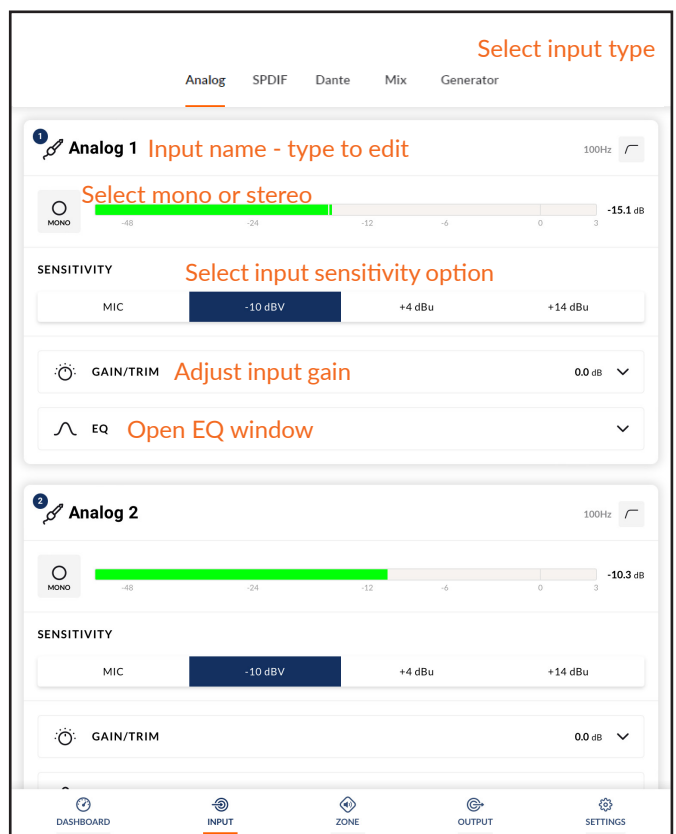 Select input type
Analog SPDIF Dante Mix Generator
1
Analog 1 Input name - type to edit 100Hz
Select mono or stereo
MONO -15.1 dB
-48 -24 -12 -6 0 3
SENSITIVITY Select input sensitivity option
MIC -10 dBV +4 dBu +14 dBu
GAIN/TRIM Adjust input gain 0.0 dB
EQ Open EQ window
2
Analog 2 100Hz
MONO -10.3 dB
-48 -24 -12 -6 0 3
SENSITIVITY
MIC -10 dBV +4 dBu +14 dBu
GAIN/TRIM 0.0 dB
DASHBOARD INPUT ZONE OUTPUT SETTINGS